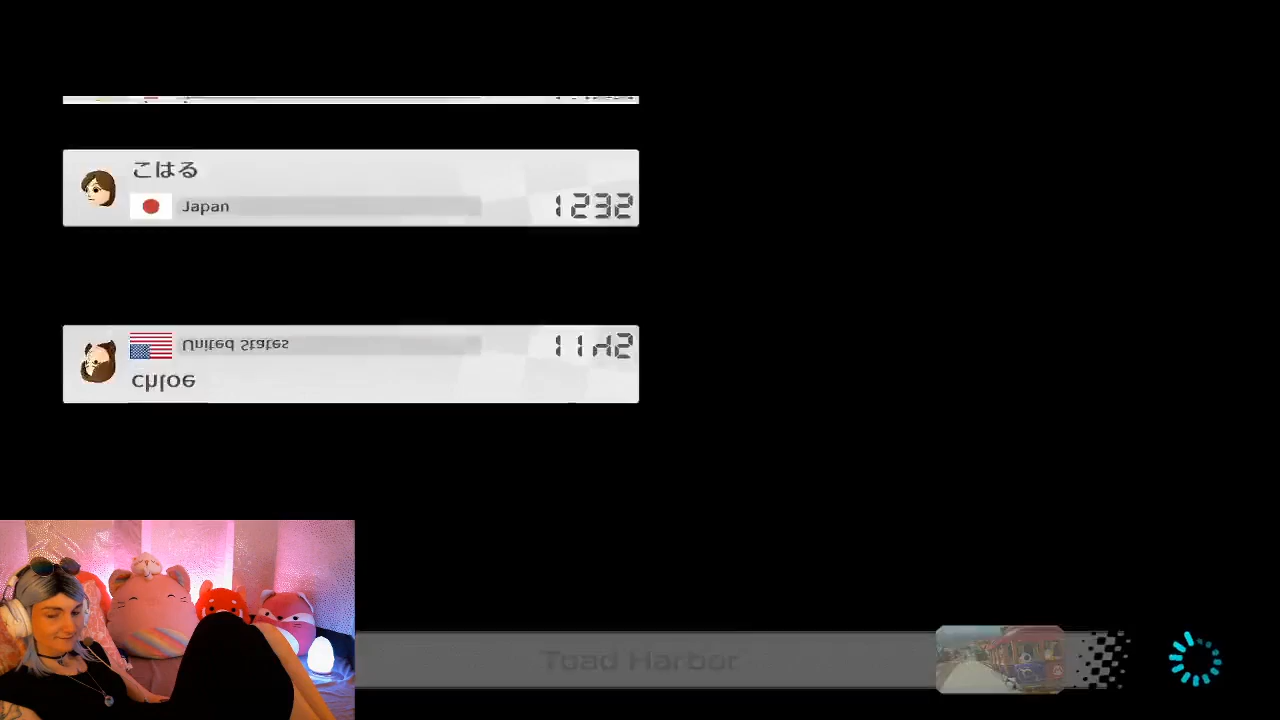 こはる
Japan 1232
United States 1142
chloe
Toad Harbor